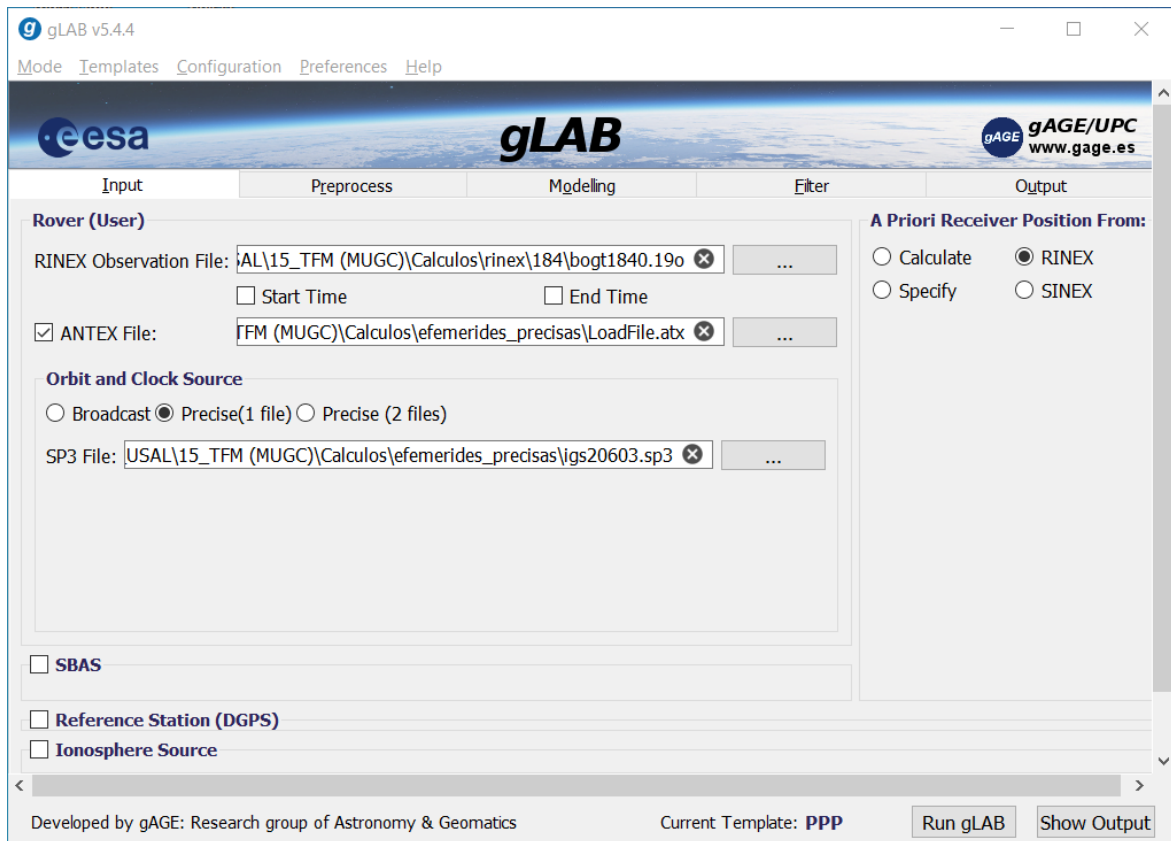 gLAB v5.4.4
Mode Templates Configuration Preferences Help
esa
gLAB
gAGE
gAGE/UPC
www.gage.es
Input Preprocess Modeling Filter Output
Rover (User)
RINEX Observation File: SAL\15_TFM (MUGC)\Calculos\rinex\184\bogt1840.19o ...
Start Time End Time
ANTEX File: TFM (MUGC)\Calculos\efemerides_precisas\LoadFile.atx ...
Orbit and Clock Source
Broadcast Precise(1 file) Precise (2 files)
SP3 File: USAL\15_TFM (MUGC)\Calculos\efemerides_precisas\igs20603.sp3 ...
A Priori Receiver Position From:
Calculate RINEX
Specify SINEX
SBAS
Reference Station (DGPS)
Ionosphere Source
Developed by gAGE: Research group of Astronomy & Geomatics Current Template: PPP Run gLAB Show Output